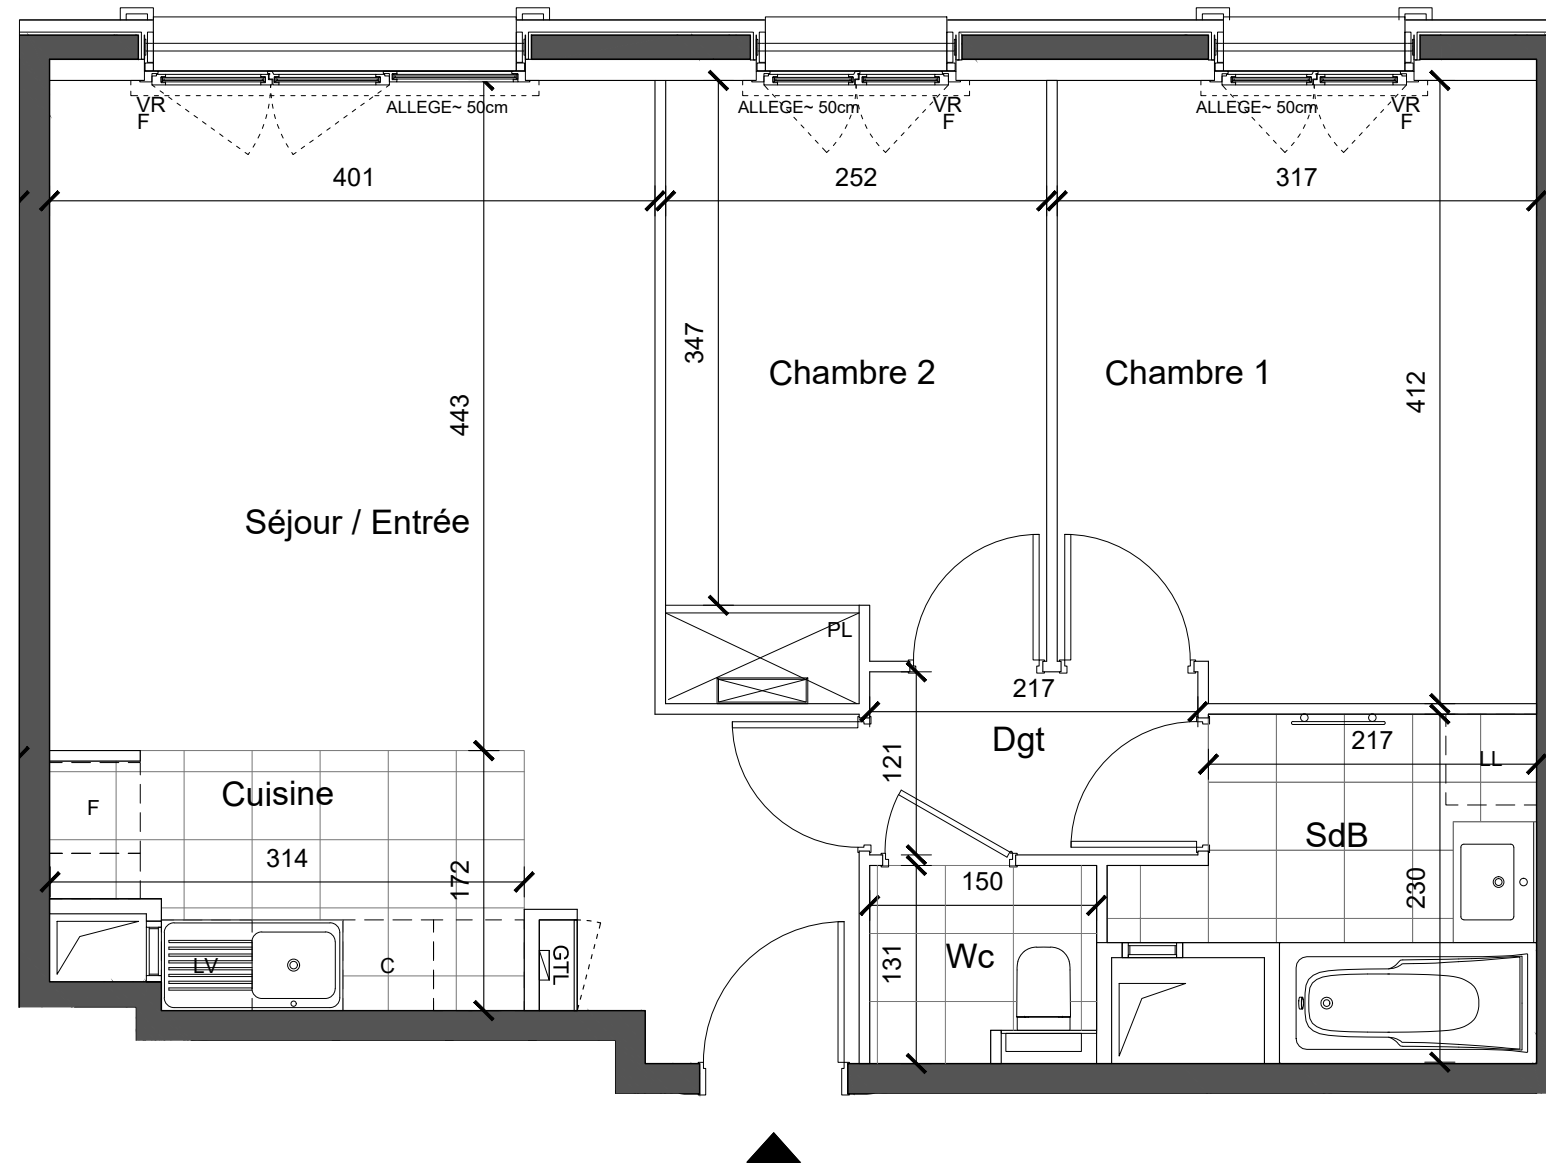 VR
F
ALLEGE~ 50cm
ALLEGE~ 50cm
VR
F
ALLEGE~ 50cm
VR
F
401
252
317
347
443
412
Chambre 2
Chambre 1
Séjour / Entrée
PL
217
Dgt
121
217
LL
Cuisine
F
314
172
SdB
150
230
LV
C
GTL
131
Wc